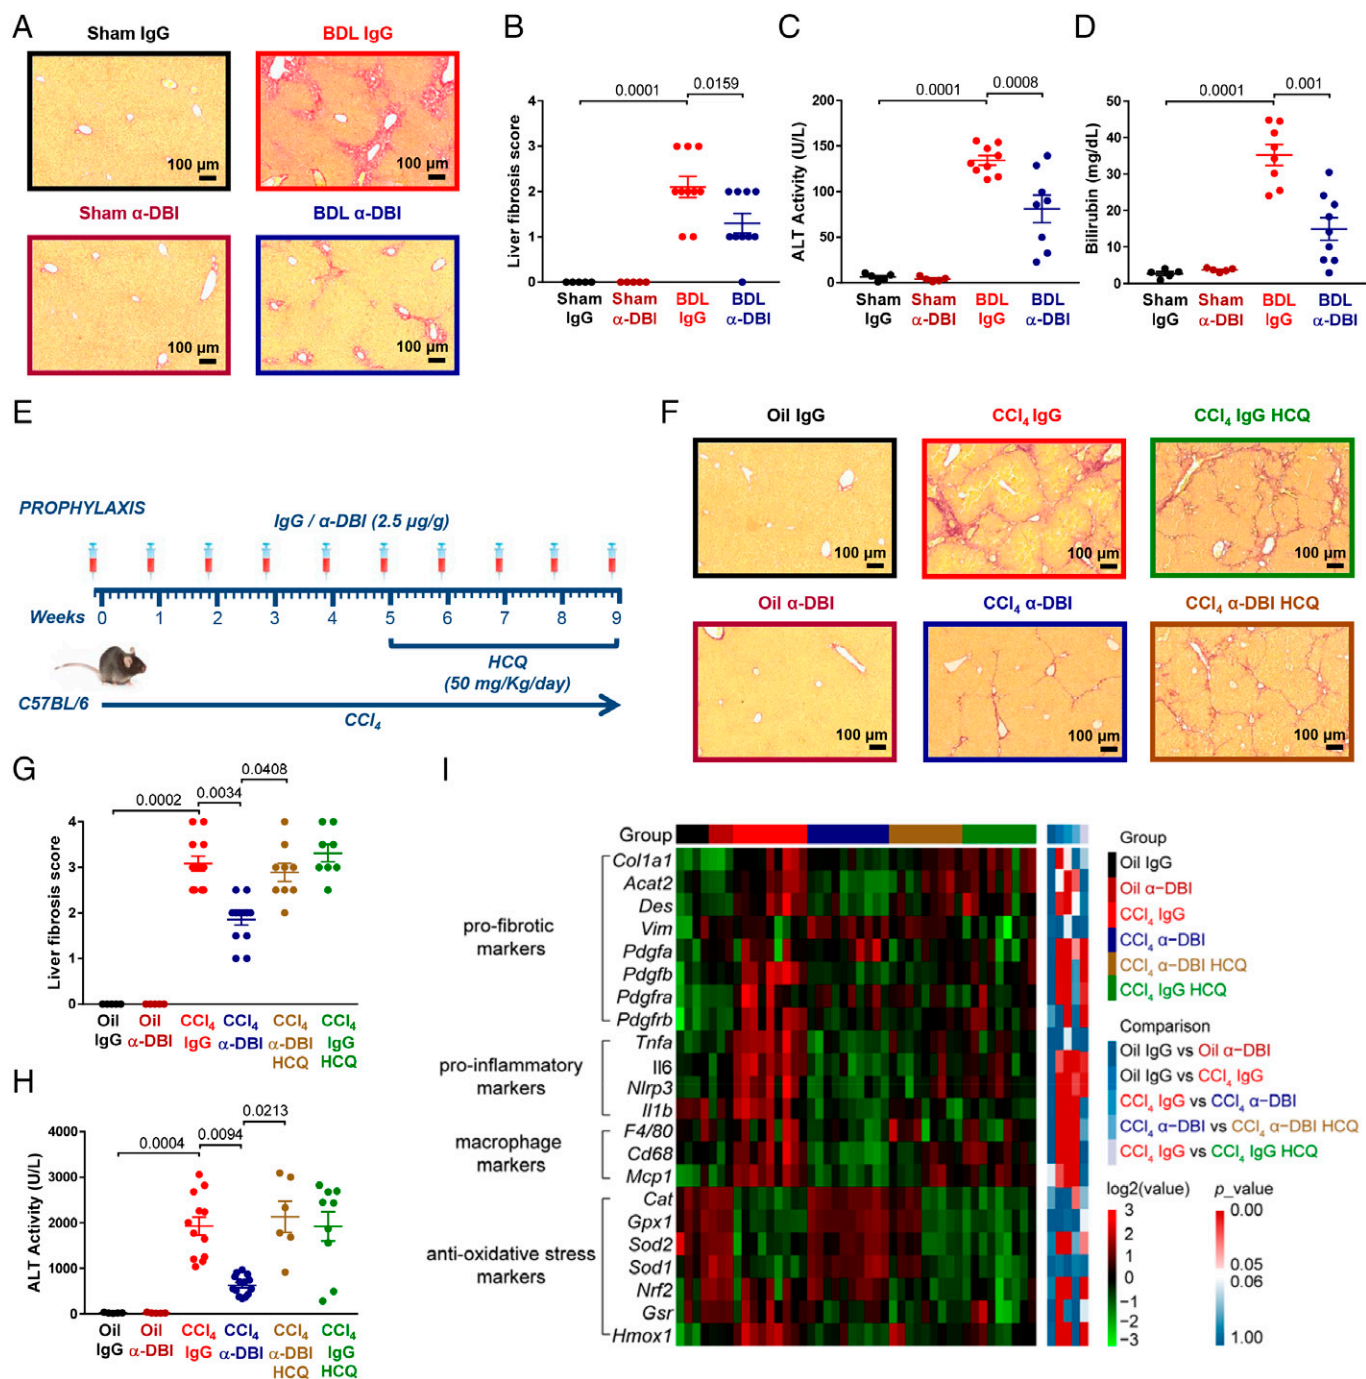 A
Sham IgG
BDL IgG
100 µm
100 µm
Sham α-DBI
BDL α-DBI
100 µm
100 µm
B
0.0001
0.0159
Liver fibrosis score
4
3
2
1
0
Sham IgG
Sham α-DBI
BDL IgG
BDL α-DBI
C
0.0001
0.0008
ALT Activity (U/L)
200
150
100
50
0
Sham IgG
Sham α-DBI
BDL IgG
BDL α-DBI
D
0.0001
0.001
Bilirubin (mg/dL)
50
40
30
20
10
0
Sham IgG
Sham α-DBI
BDL IgG
BDL α-DBI
E
PROPHYLAXIS
IgG / α-DBI (2.5 µg/g)
Weeks 0 1 2 3 4 5 6 7 8 9
HCQ
(50 mg/Kg/day)
C57BL/6
CCl₄
F
Oil IgG
CCl₄ IgG
CCl₄ IgG HCQ
100 µm
100 µm
100 µm
Oil α-DBI
CCl₄ α-DBI
CCl₄ α-DBI HCQ
100 µm
100 µm
100 µm
G
0.0002
0.0034
0.0408
Liver fibrosis score
4
3
2
1
0
Oil IgG
Oil α-DBI
CCl₄ IgG
CCl₄ α-DBI
CCl₄ α-DBI HCQ
CCl₄ IgG HCQ
H
0.0004
0.0094
0.0213
ALT Activity (U/L)
4000
3000
2000
1000
0
Oil IgG
Oil α-DBI
CCl₄ IgG
CCl₄ α-DBI
CCl₄ α-DBI HCQ
CCl₄ IgG HCQ
I
Group
pro-fibrotic
markers
Col1a1
Acat2
Des
Vim
Pdgfa
Pdgfb
Pdgfra
Pdgfrb
pro-inflammatory
markers
Tnfa
Il6
Nlrp3
Il1b
macrophage
markers
F4/80
Cd68
Mcp1
anti-oxidative stress
markers
Cat
Gpx1
Sod2
Sod1
Nrf2
Gsr
Hmox1
Group
Oil IgG
Oil α-DBI
CCl₄ IgG
CCl₄ α-DBI
CCl₄ α-DBI HCQ
CCl₄ IgG HCQ
Comparison
Oil IgG vs Oil α-DBI
Oil IgG vs CCl₄ IgG
CCl₄ IgG vs CCl₄ α-DBI
CCl₄ α-DBI vs CCl₄ α-DBI HCQ
CCl₄ IgG vs CCl₄ IgG HCQ
log2(value)
3
2
1
0
−1
−2
−3
p_value
0.00
0.05
0.06
1.00